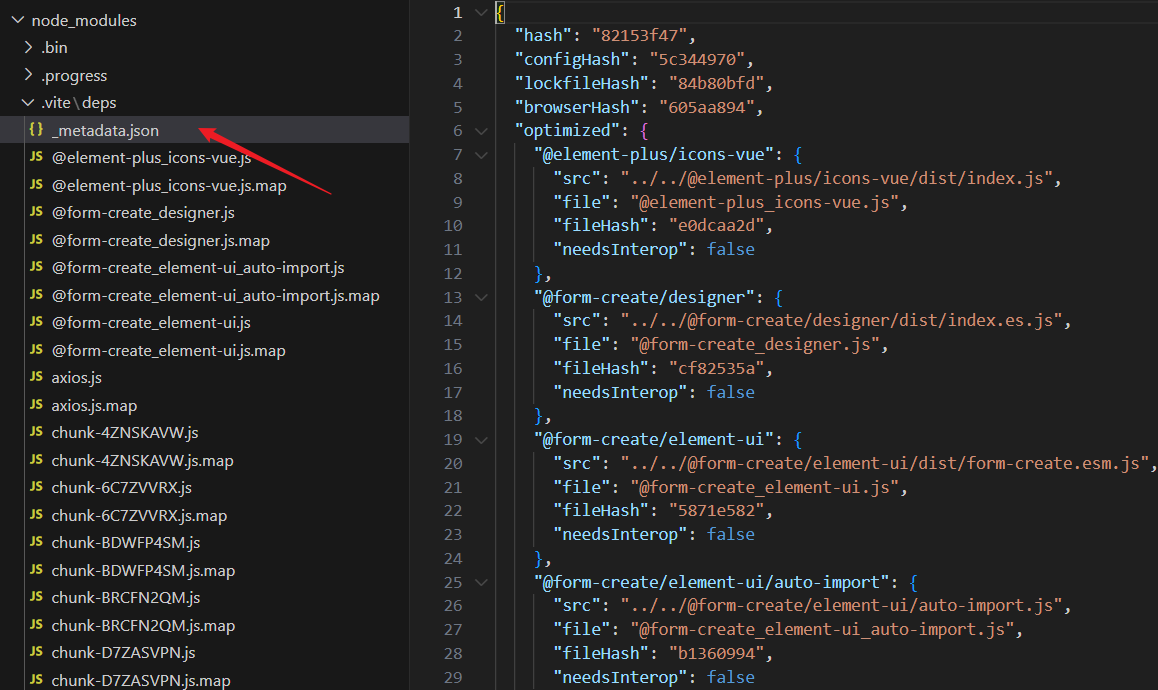 node_modules
.bin
.progress
.vite\deps
{} _metadata.json
JS @element-plus_icons-vue.js
JS @element-plus_icons-vue.js.map
JS @form-create_designer.js
JS @form-create_designer.js.map
JS @form-create_element-ui_auto-import.js
JS @form-create_element-ui_auto-import.js.map
JS @form-create_element-ui.js
JS @form-create_element-ui.js.map
JS axios.js
JS axios.js.map
JS chunk-4ZNSKAVW.js
JS chunk-4ZNSKAVW.js.map
JS chunk-6C7ZVVRX.js
JS chunk-6C7ZVVRX.js.map
JS chunk-BDWFP4SM.js
JS chunk-BDWFP4SM.js.map
JS chunk-BRCFN2QM.js
JS chunk-BRCFN2QM.js.map
JS chunk-D7ZASVPN.js
JS chunk-D7ZASVPN.js.map
1 {
2 "hash": "82153f47",
3 "configHash": "5c344970",
4 "lockfileHash": "84b80bfd",
5 "browserHash": "605aa894",
6 "optimized": {
7 "@element-plus/icons-vue": {
8 "src": "../../@element-plus/icons-vue/dist/index.js",
9 "file": "@element-plus_icons-vue.js",
10 "fileHash": "e0dcaa2d",
11 "needsInterop": false
12 },
13 "@form-create/designer": {
14 "src": "../../@form-create/designer/dist/index.es.js",
15 "file": "@form-create_designer.js",
16 "fileHash": "cf82535a",
17 "needsInterop": false
18 },
19 "@form-create/element-ui": {
20 "src": "../../@form-create/element-ui/dist/form-create.esm.js",
21 "file": "@form-create_element-ui.js",
22 "fileHash": "5871e582",
23 "needsInterop": false
24 },
25 "@form-create/element-ui/auto-import": {
26 "src": "../../@form-create/element-ui/auto-import.js",
27 "file": "@form-create_element-ui_auto-import.js",
28 "fileHash": "b1360994",
29 "needsInterop": false